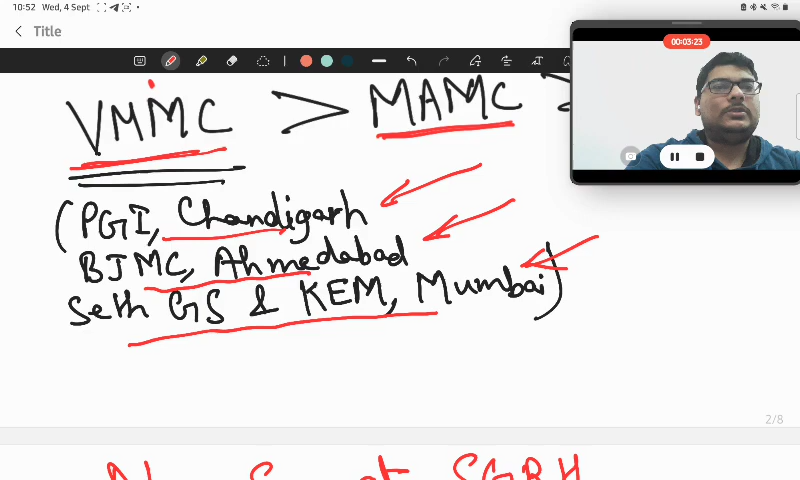 10:52 Wed, 4 Sept
Title
00:03:23
VMMC > MAMC >
(PGI, Chandigarh
BJMC, Ahmedabad
Seth GS & KEM, Mumbai)
2/8
SGRH